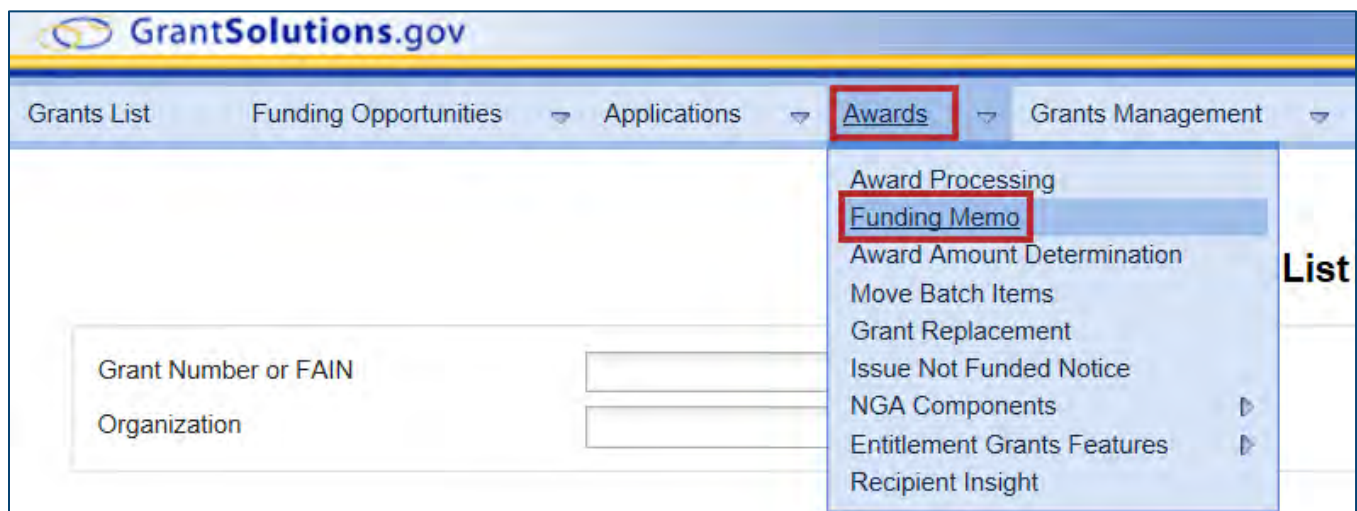 GrantSolutions.gov
Grants List Funding Opportunities Applications Awards Grants Management
Award Processing
Funding Memo
Award Amount Determination
List
Move Batch Items
Grant Replacement
Grant Number or FAIN
Issue Not Funded Notice
NGA Components
Organization
Entitlement Grants Features
Recipient Insight